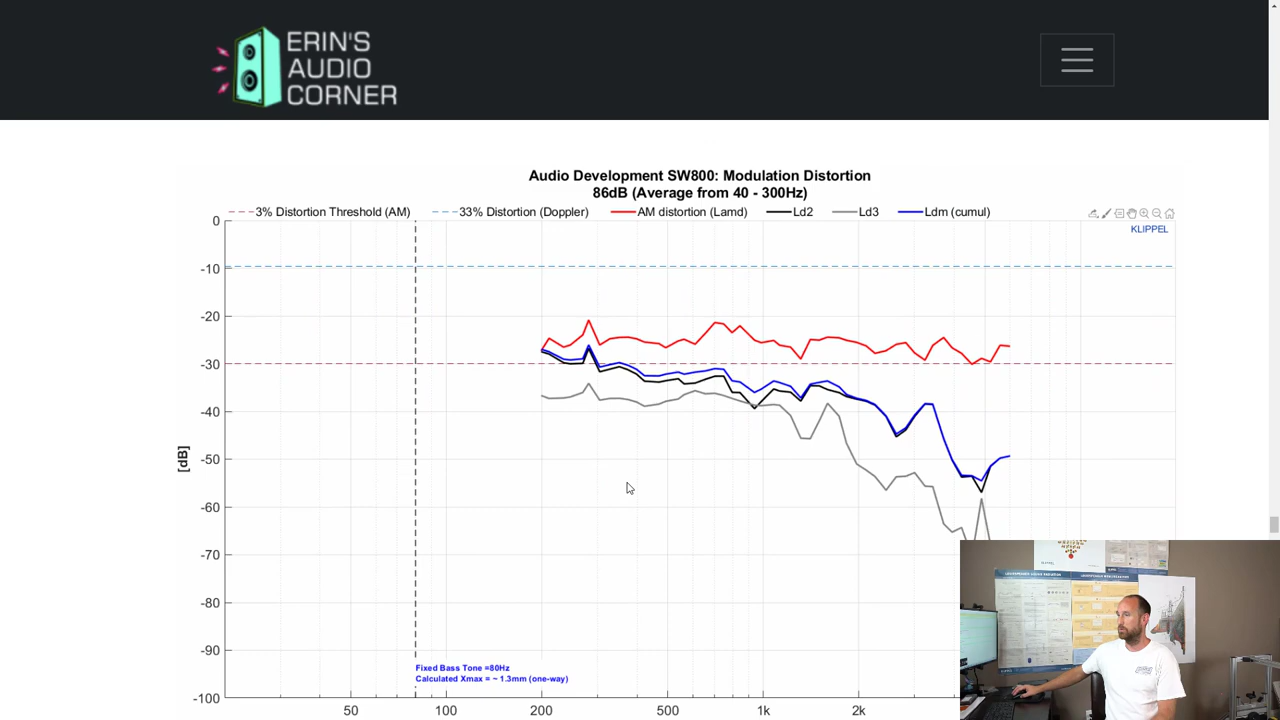 ERIN'S
AUDIO
CORNER
Audio Development SW800: Modulation Distortion
86dB (Average from 40 - 300Hz)
3% Distortion Threshold (AM) 33% Distortion (Doppler) AM distortion (Lamd) Ld2 Ld3 Ldm (cumul)
KLIPPEL
0
-10
-20
-30
-40
-50
-60
-70
-80
-90
-100
[dB]
Fixed Bass Tone =80Hz
Calculated Xmax = ~ 1.3mm (one-way)
50 100 200 500 1k 2k